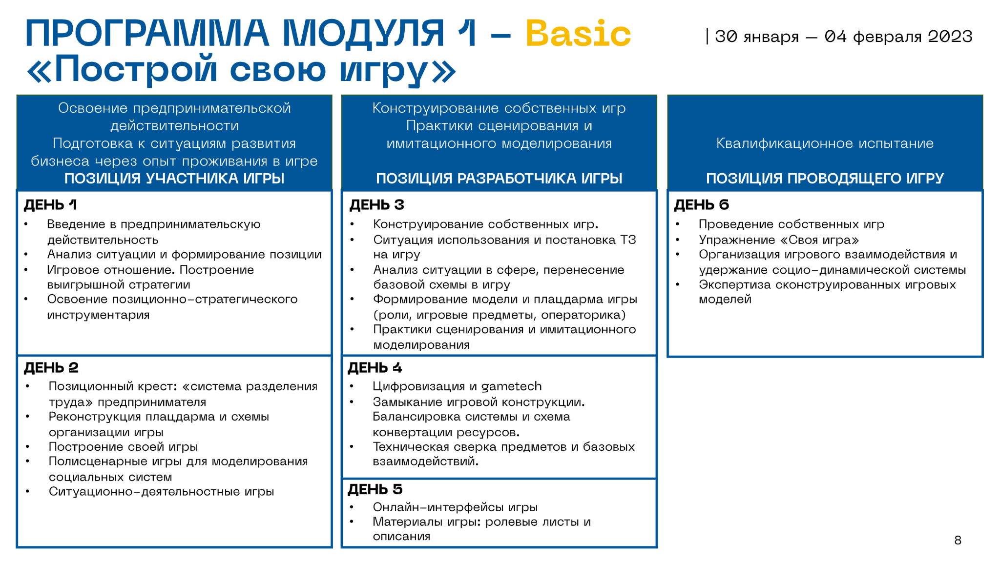 ПРОГРАММА МОДУЛЯ 1 – Basic
«Построй свою игру»
| 30 января – 04 февраля 2023
Освоение предпринимательской
действительности
Подготовка к ситуациям развития
бизнеса через опыт проживания в игре
ПОЗИЦИЯ УЧАСТНИКА ИГРЫ
ДЕНЬ 1
• Введение в предпринимательскую
действительность
• Анализ ситуации и формирование позиции
• Игровое отношение. Построение
выигрышной стратегии
• Освоение позиционно-стратегического
инструментария
ДЕНЬ 2
• Позиционный крест: «система разделения
труда» предпринимателя
• Реконструкция плацдарма и схемы
организации игры
• Построение своей игры
• Полисценарные игры для моделирования
социальных систем
• Ситуационно-деятельностные игры
Конструирование собственных игр
Практики сценирования и
имитационного моделирования
ПОЗИЦИЯ РАЗРАБОТЧИКА ИГРЫ
ДЕНЬ 3
• Конструирование собственных игр.
• Ситуация использования и постановка ТЗ
на игру
• Анализ ситуации в сфере, перенесение
базовой схемы в игру
• Формирование модели и плацдарма игры
(роли, игровые предметы, операторика)
• Практики сценирования и имитационного
моделирования
ДЕНЬ 4
• Цифровизация и gametech
• Замыкание игровой конструкции.
Балансировка системы и схема
конвертации ресурсов.
• Техническая сверка предметов и базовых
взаимодействий.
ДЕНЬ 5
• Онлайн-интерфейсы игры
• Материалы игры: ролевые листы и
описания
Квалификационное испытание
ПОЗИЦИЯ ПРОВОДЯЩЕГО ИГРУ
ДЕНЬ 6
• Проведение собственных игр
• Упражнение «Своя игра»
• Организация игрового взаимодействия и
удержание социо-динамической системы
• Экспертиза сконструированных игровых
моделей
8